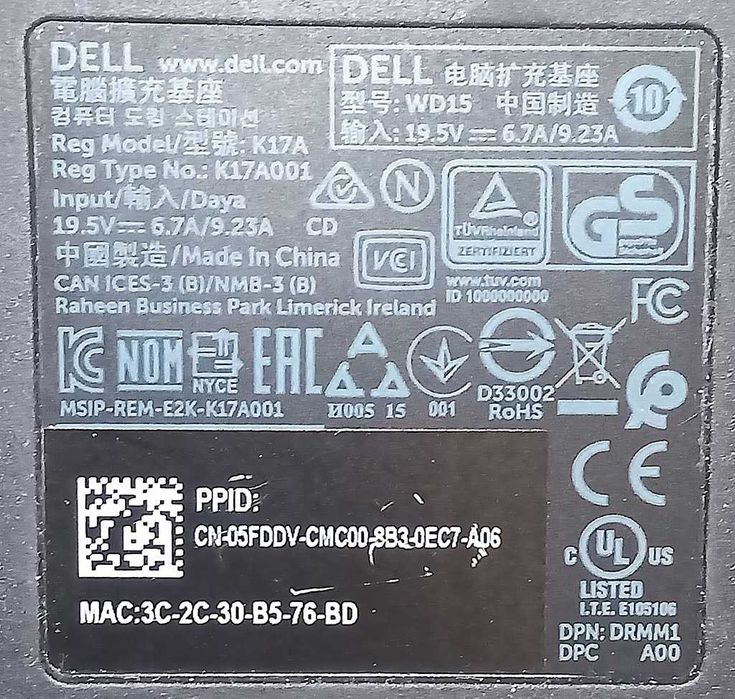 DELL www.dell.com
電腦擴充基座
컴퓨터 도킹 스테이션
Reg Model/型號: K17A
Reg Type No.: K17A001
Input/輸入/Daya
19.5V⎓ 6.7A/9.23A CD
中國製造/Made In China
CAN ICES-3 (B)/NMB-3 (B)
Raheen Business Park Limerick Ireland
DELL 电脑扩充基座
型号: WD15 中国制造
输入: 19.5V⎓ 6.7A/9.23A
10
N
TÜVRheinland
ZERTIFIZIERT
GS
VCI
www.tuv.com
ID 1000000000
FC
NOM
NYCE
EAC
MSIP-REM-E2K-K17A001
И005 15
001
D33002
RoHS
PPID:
CN-05FDDV-CMC00-8B3-0EC7-A06
MAC:3C-2C-30-B5-76-BD
CE
C UL US
LISTED
I.T.E. E105106
DPN: DRMM1
DPC A00